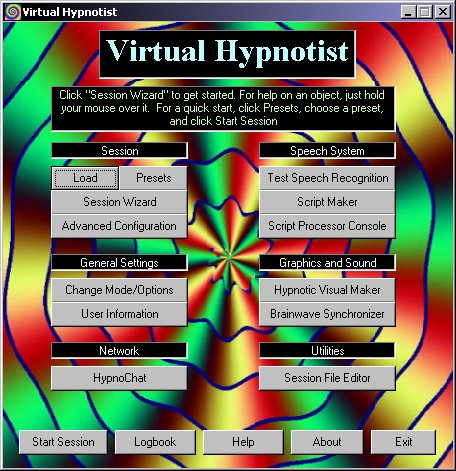 Virtual Hypnotist
Virtual Hypnotist
Click "Session Wizard" to get started. For help on an object, just hold
your mouse over it.  For a quick start, click Presets, choose a preset,
and click Start Session
Session
Load
Presets
Session Wizard
Advanced Configuration
Speech System
Test Speech Recognition
Script Maker
Script Processor Console
General Settings
Change Mode/Options
User Information
Graphics and Sound
Hypnotic Visual Maker
Brainwave Synchronizer
Network
HypnoChat
Utilities
Session File Editor
Start Session
Logbook
Help
About
Exit